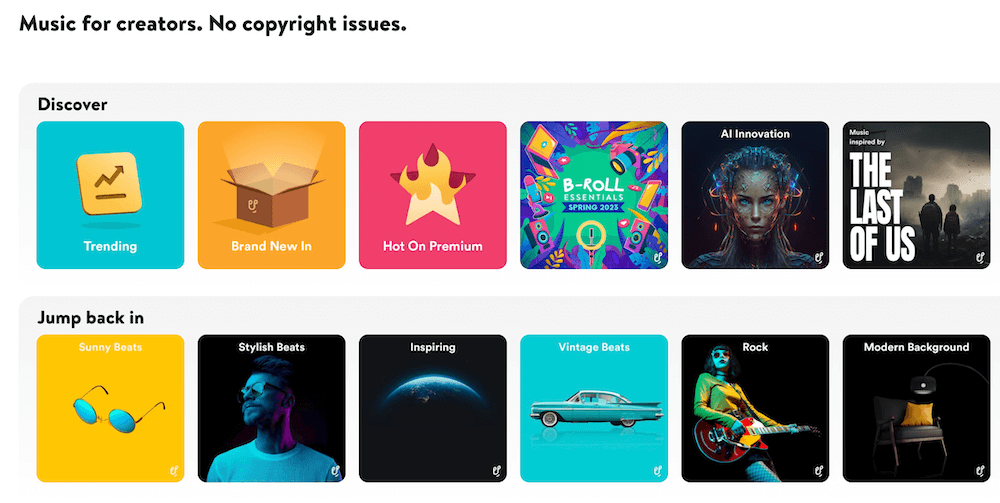 Music for creators. No copyright issues.
Discover
Trending
Brand New In
Hot On Premium
B-ROLL
ESSENTIALS
SPRING 2023
AI Innovation
Music
inspired by
THE
LAST
OF US
Jump back in
Sunny Beats
Stylish Beats
Inspiring
Vintage Beats
Rock
Modern Background